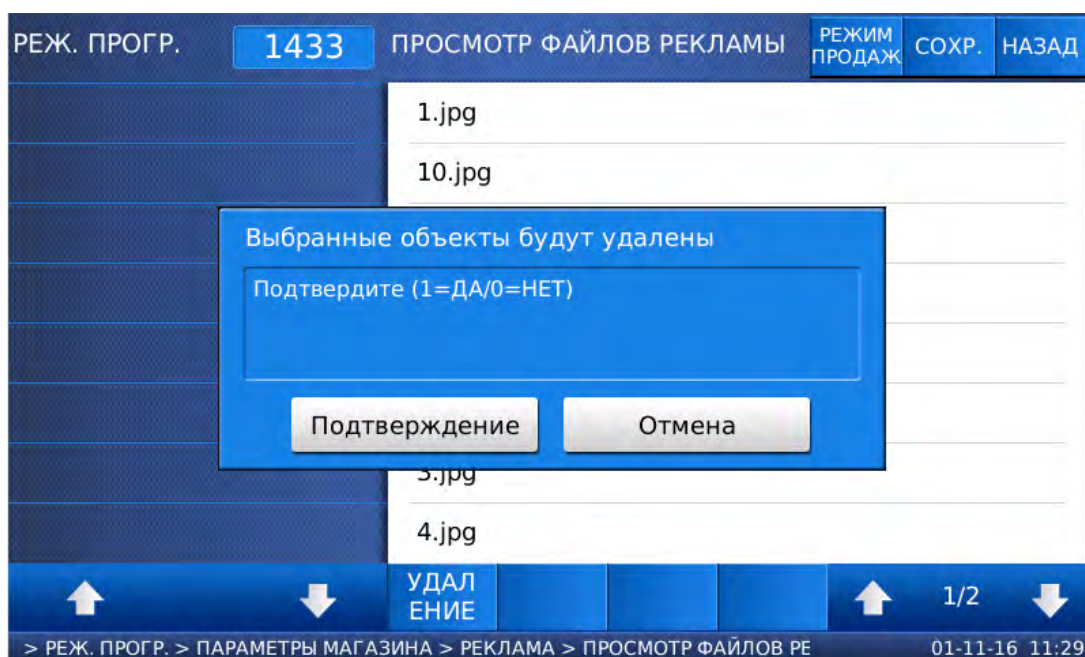 РЕЖ. ПРОГР. 1433 ПРОСМОТР ФАЙЛОВ РЕКЛАМЫ РЕЖИМ ПРОДАЖ СОХР. НАЗАД
1.jpg
10.jpg
Выбранные объекты будут удалены
Подтвердите (1=ДА/0=НЕТ)
Подтверждение Отмена
3.jpg
4.jpg
УДАЛ
ЕНИЕ
1/2
> РЕЖ. ПРОГР. > ПАРАМЕТРЫ МАГАЗИНА > РЕКЛАМА > ПРОСМОТР ФАЙЛОВ РЕ 01-11-16 11:29